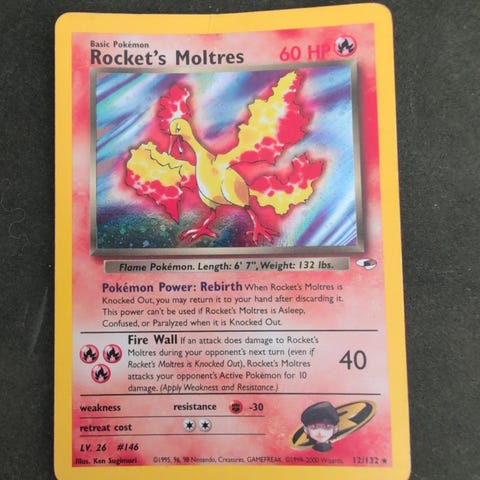 Basic Pokémon
Rocket's Moltres 60 HP
Flame Pokémon. Length: 6' 7", Weight: 132 lbs.
Pokémon Power: Rebirth When Rocket's Moltres is
Knocked Out, you may return it to your hand after discarding it.
This power can't be used if Rocket's Moltres is Asleep,
Confused, or Paralyzed when it is Knocked Out.
Fire Wall If an attack does damage to Rocket's
Moltres during your opponent's next turn (even if
Rocket's Moltres is Knocked Out), Rocket's Moltres
attacks your opponent's Active Pokémon for 10
damage. (Apply Weakness and Resistance.)
40
weakness resistance -30
retreat cost
LV. 26 #146
Illus. Ken Sugimori ©1995, 96, 98 Nintendo, Creatures, GAMEFREAK. ©1999-2000 Wizards. 12/132 ★